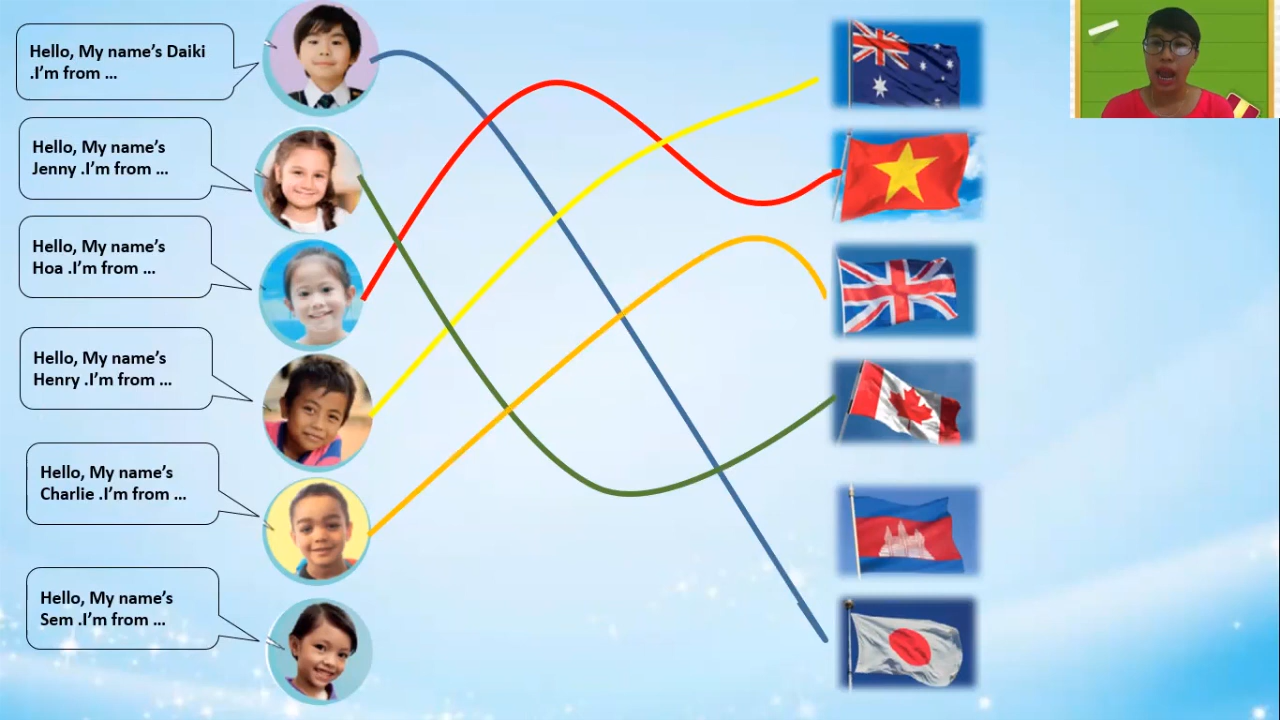 Hello, My name's Daiki
.I'm from ...
Hello, My name's
Jenny .I'm from ...
Hello, My name's
Hoa .I'm from ...
Hello, My name's
Henry .I'm from ...
Hello, My name's
Charlie .I'm from ...
Hello, My name's
Sem .I'm from ...